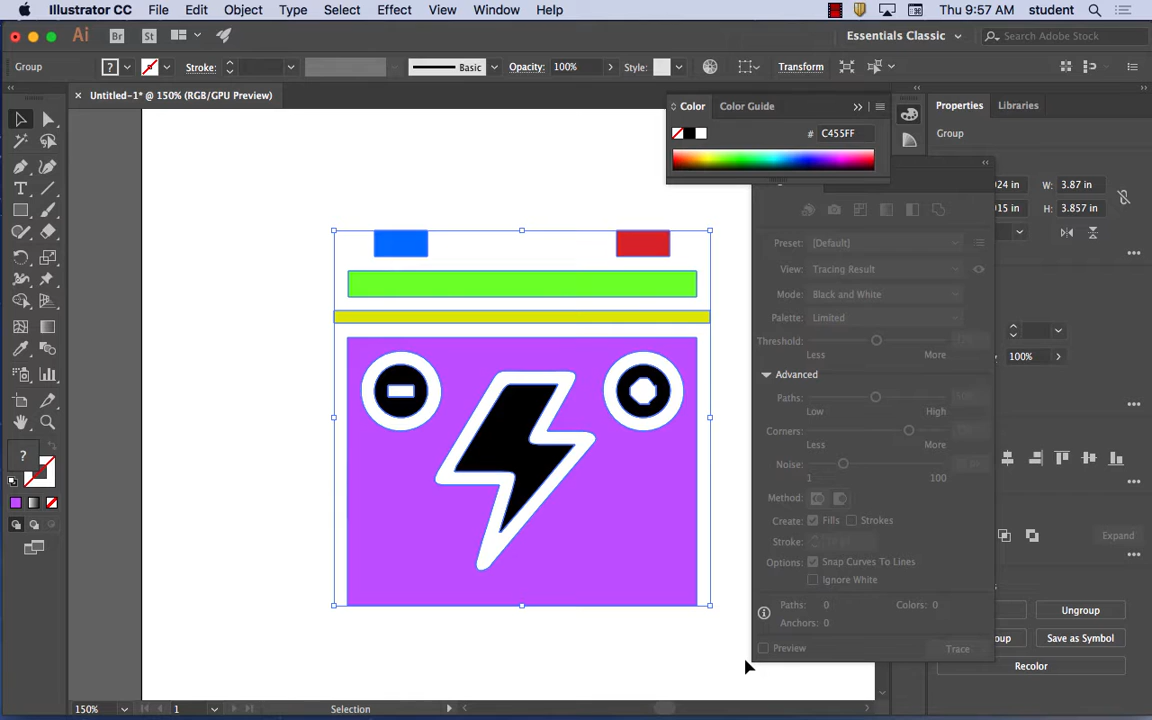 Illustrator CC File Edit Object Type Select Effect View Window Help Thu 9:57 AM student
Ai Br St Essentials Classic Search Adobe Stock
Group ? Stroke: Basic Opacity: 100% Style: Transform
× Untitled-1* @ 150% (RGB/GPU Preview)
Color Color Guide
# C455FF
Properties Libraries
Group
024 in W: 3.87 in
015 in H: 3.857 in
Preset: [Default]
View: Tracing Result
Mode: Black and White
Palette: Limited
Threshold:
Less More
100%
Advanced
Paths:
Low High
Corners:
Less More
Noise:
1 100
Method:
Create: Fills Strokes
Stroke:
Options: Snap Curves To Lines
Ignore White
Paths: 0 Colors: 0
Anchors: 0
Preview Trace
Expand
s
Ungroup
oup Save as Symbol
Recolor
T
?
150% 1 Selection